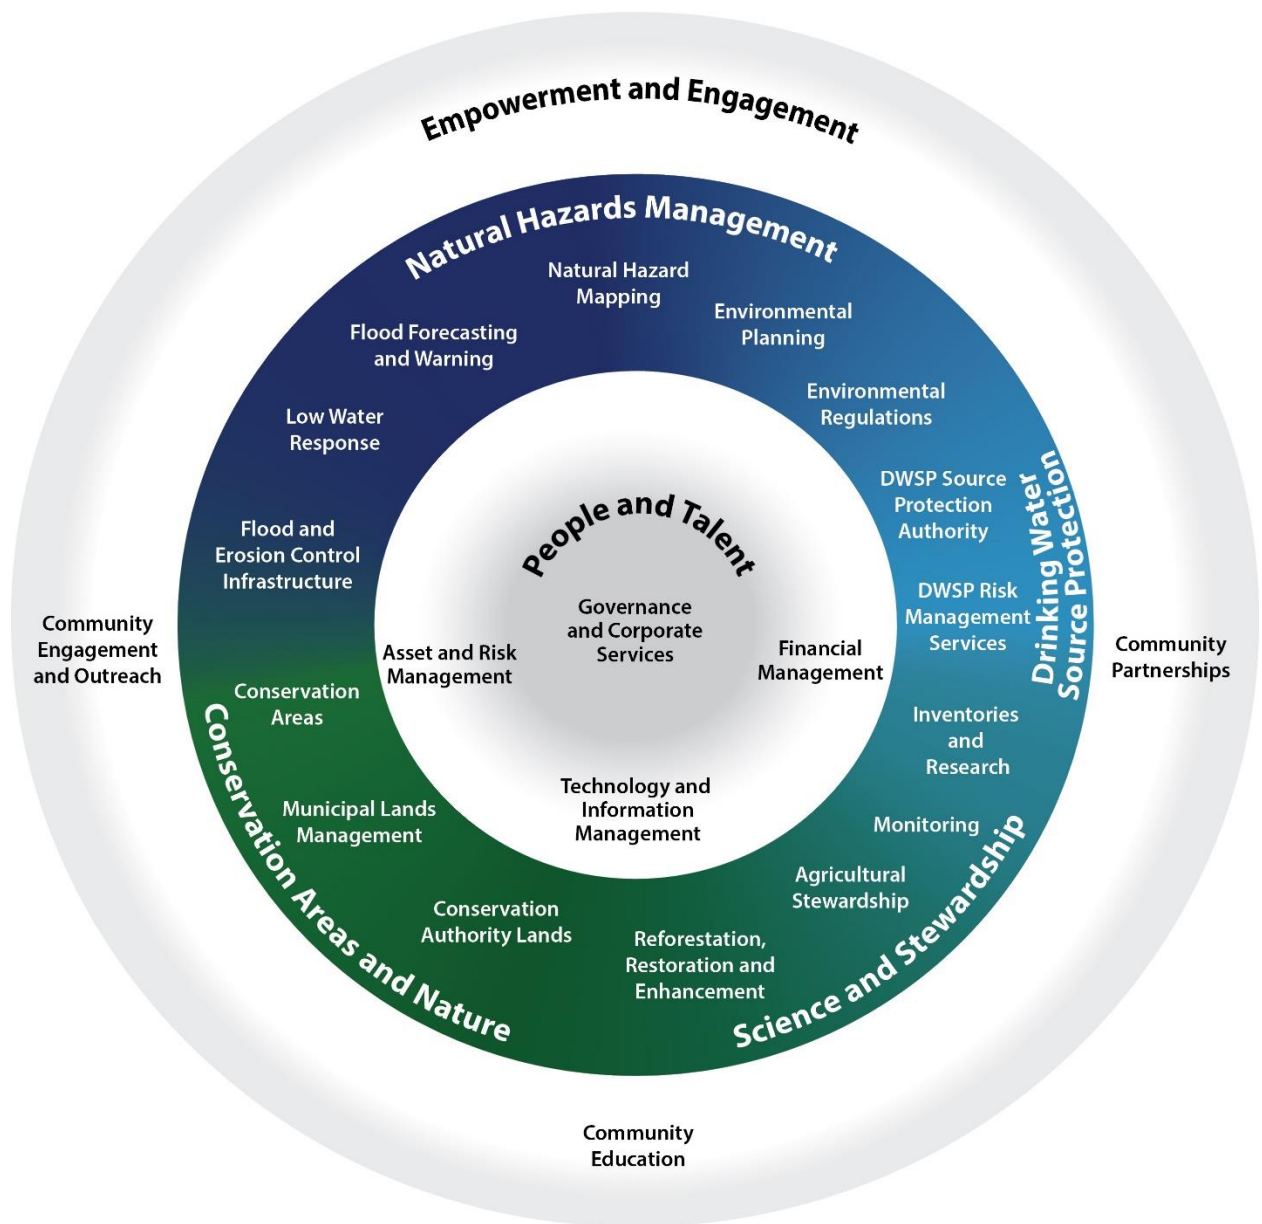 Empowerment and Engagement
Natural Hazards Management
Natural Hazard
Mapping
Environmental
Planning
Flood Forecasting
and Warning
Environmental
Regulations
Low Water
Response
DWSP Source
Protection
Authority
Drinking Water
Source Protection
People and Talent
Flood and
Erosion Control
Infrastructure
DWSP Risk
Management
Services
Governance
and Corporate
Services
Community
Engagement
and Outreach
Asset and Risk
Management
Financial
Management
Community
Partnerships
Conservation
Areas
Inventories
and
Research
Conservation Areas and Nature
Municipal Lands
Management
Technology and
Information
Management
Monitoring
Science and Stewardship
Agricultural
Stewardship
Conservation
Authority Lands
Reforestation,
Restoration and
Enhancement
Community
Education